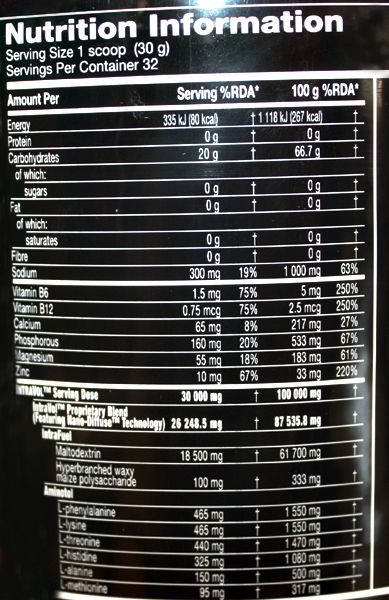 Nutrition Information
Serving Size 1 scoop (30 g)
Servings Per Container 32
Amount Per Serving %RDA* 100 g %RDA*
Energy 335 kJ (80 kcal) † 1 118 kJ (267 kcal) †
Protein 0 g † 0 g †
Carbohydrates 20 g † 66.7 g †
of which:
sugars 0 g † 0 g †
Fat 0 g † 0 g †
of which:
saturates 0 g † 0 g †
Fibre 0 g † 0 g †
Sodium 300 mg 19% 1 000 mg 63%
Vitamin B6 1.5 mg 75% 5 mg 250%
Vitamin B12 0.75 mcg 75% 2.5 mcg 250%
Calcium 65 mg 8% 217 mg 27%
Phosphorous 160 mg 20% 533 mg 67%
Magnesium 55 mg 18% 183 mg 61%
Zinc 10 mg 67% 33 mg 220%
INTRAVOL™ Serving Dose 30 000 mg † 100 000 mg †
IntraVol™ Proprietary Blend
(Featuring Nano-Diffuse™ Technology) 26 248.5 mg † 87 535.8 mg †
IntraFuel
Maltodextrin 18 500 mg † 61 700 mg †
Hyperbranched waxy
maize polysaccharide 100 mg † 333 mg †
Aminotol
L-phenylalanine 465 mg † 1 550 mg †
L-lysine 465 mg † 1 550 mg †
L-threonine 440 mg † 1 470 mg †
L-histidine 325 mg † 1 080 mg †
L-alanine 150 mg † 500 mg †
L-methionine 95 mg † 317 mg †